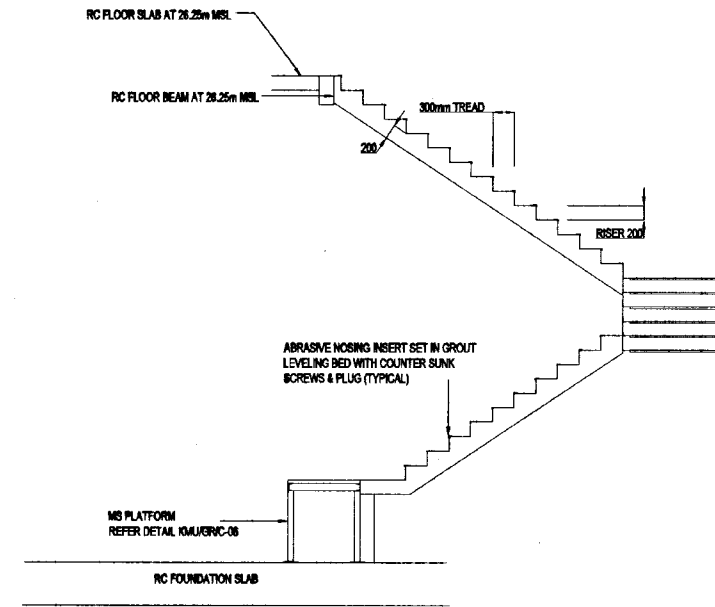 RC FLOOR SLAB AT 26.25m MSL
RC FLOOR BEAM AT 26.25m MSL
300mm TREAD
200
RISER 200
ABRASIVE NOSING INSERT SET IN GROUT
LEVELING BED WITH COUNTER SUNK
SCREWS & PLUG (TYPICAL)
MS PLATFORM
REFER DETAIL KMU/GR/C-06
RC FOUNDATION SLAB